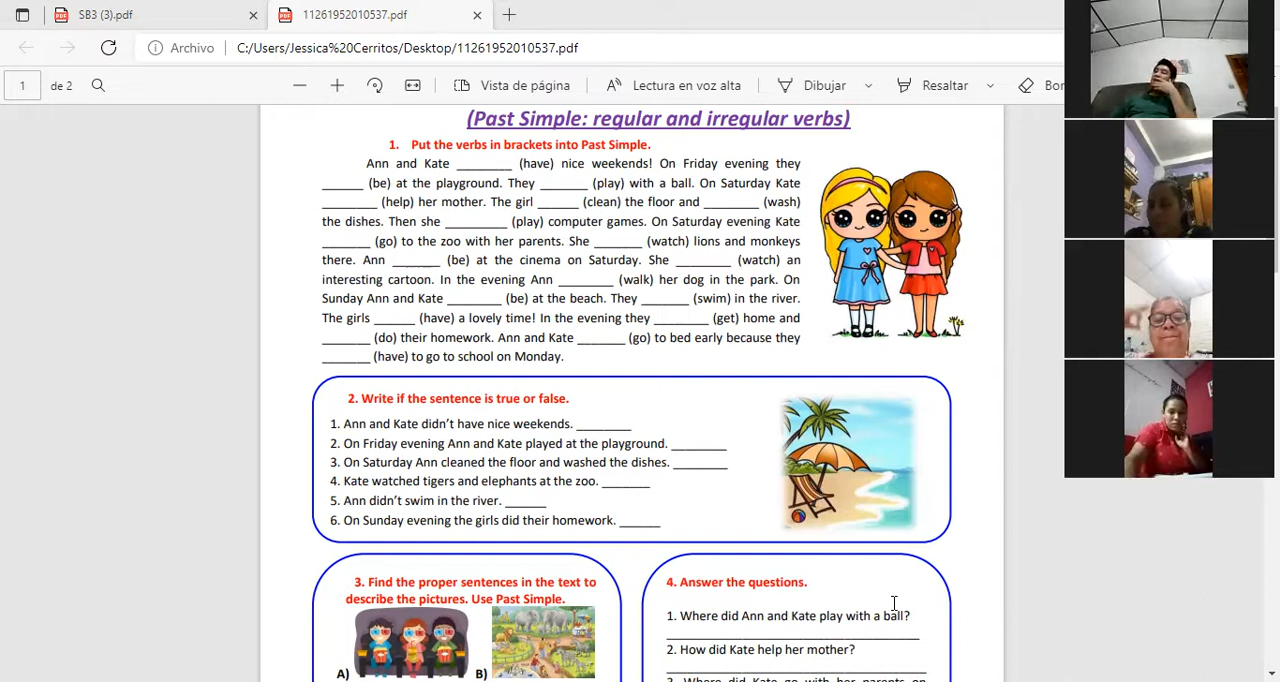 SB3 (3).pdf
11261952010537.pdf
Archivo
C:/Users/Jessica%20Cerritos/Desktop/11261952010537.pdf
1 de 2
Vista de página
Lectura en voz alta
Dibujar
Resaltar
Bor
(Past Simple: regular and irregular verbs)
1. Put the verbs in brackets into Past Simple.
Ann and Kate ________ (have) nice weekends! On Friday evening they
______ (be) at the playground. They _______ (play) with a ball. On Saturday Kate
________ (help) her mother. The girl ______ (clean) the floor and ________ (wash)
the dishes. Then she _________ (play) computer games. On Saturday evening Kate
_______ (go) to the zoo with her parents. She _______ (watch) lions and monkeys
there. Ann _______ (be) at the cinema on Saturday. She ________ (watch) an
interesting cartoon. In the evening Ann ________ (walk) her dog in the park. On
Sunday Ann and Kate ________ (be) at the beach. They _______ (swim) in the river.
The girls ______ (have) a lovely time! In the evening they ________ (get) home and
_______ (do) their homework. Ann and Kate _______ (go) to bed early because they
_______ (have) to go to school on Monday.
2. Write if the sentence is true or false.
1. Ann and Kate didn’t have nice weekends. ________
2. On Friday evening Ann and Kate played at the playground. ________
3. On Saturday Ann cleaned the floor and washed the dishes. ________
4. Kate watched tigers and elephants at the zoo. _______
5. Ann didn’t swim in the river. ______
6. On Sunday evening the girls did their homework. ______
3. Find the proper sentences in the text to
describe the pictures. Use Past Simple.
A)
B)
4. Answer the questions.
1. Where did Ann and Kate play with a ball?
_____________________________________
2. How did Kate help her mother?
______________________________________
3. Where did Kate go with her parents on